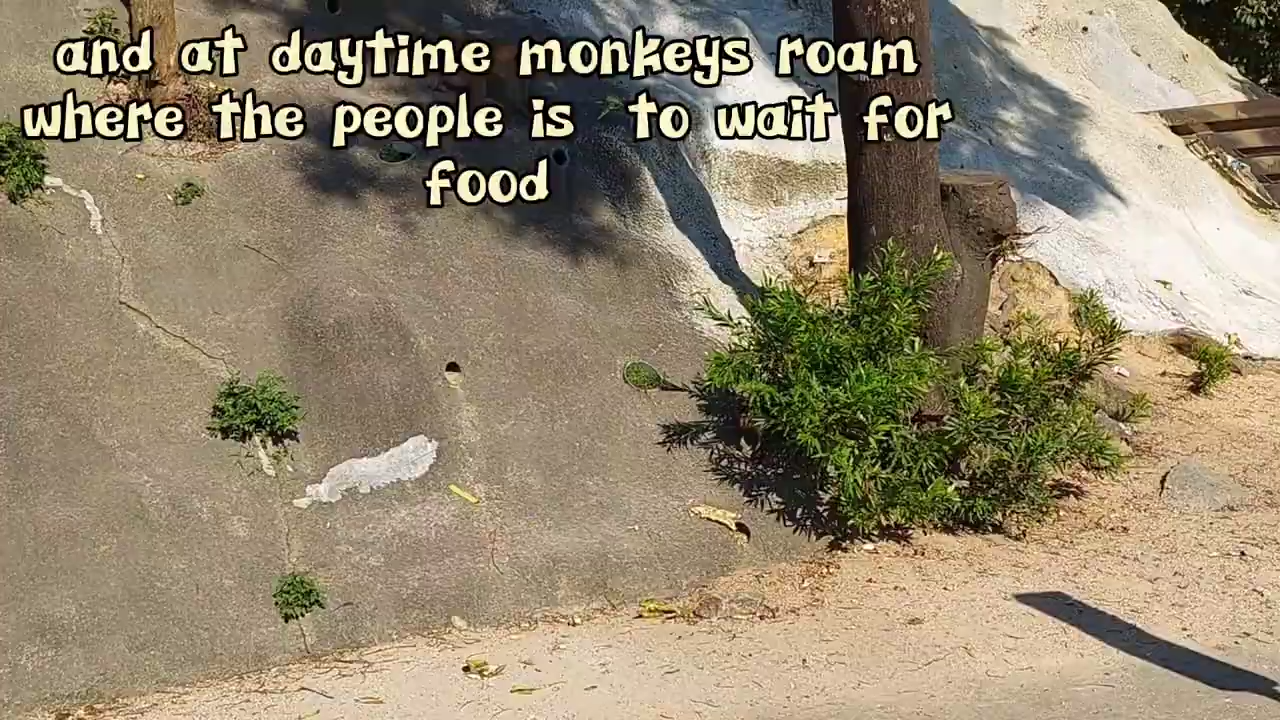 and at daytime monkeys roam
where the people is to wait for
food